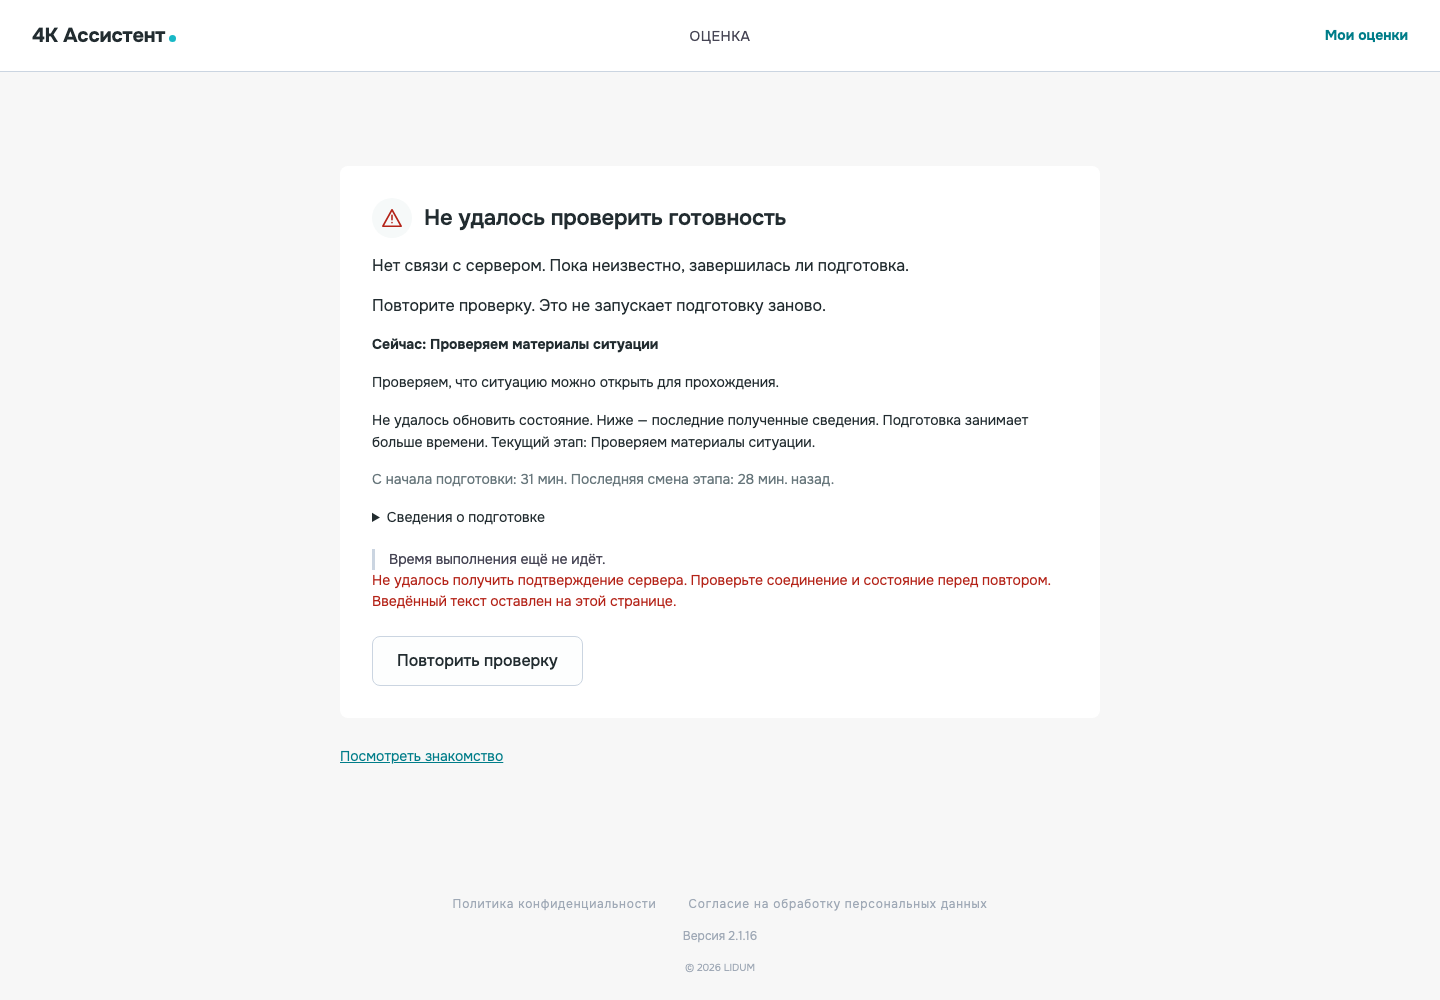 4K Ассистент
ОЦЕНКА
Мои оценки
Не удалось проверить готовность
Нет связи с сервером. Пока неизвестно, завершилась ли подготовка.
Повторите проверку. Это не запускает подготовку заново.
Сейчас: Проверяем материалы ситуации
Проверяем, что ситуацию можно открыть для прохождения.
Не удалось обновить состояние. Ниже — последние полученные сведения. Подготовка занимает
больше времени. Текущий этап: Проверяем материалы ситуации.
С начала подготовки: 31 мин. Последняя смена этапа: 28 мин. назад.
Сведения о подготовке
Время выполнения ещё не идёт.
Не удалось получить подтверждение сервера. Проверьте соединение и состояние перед повтором.
Введённый текст оставлен на этой странице.
Повторить проверку
Посмотреть знакомство
Политика конфиденциальности
Согласие на обработку персональных данных
Версия 2.1.16
© 2026 LIDUM